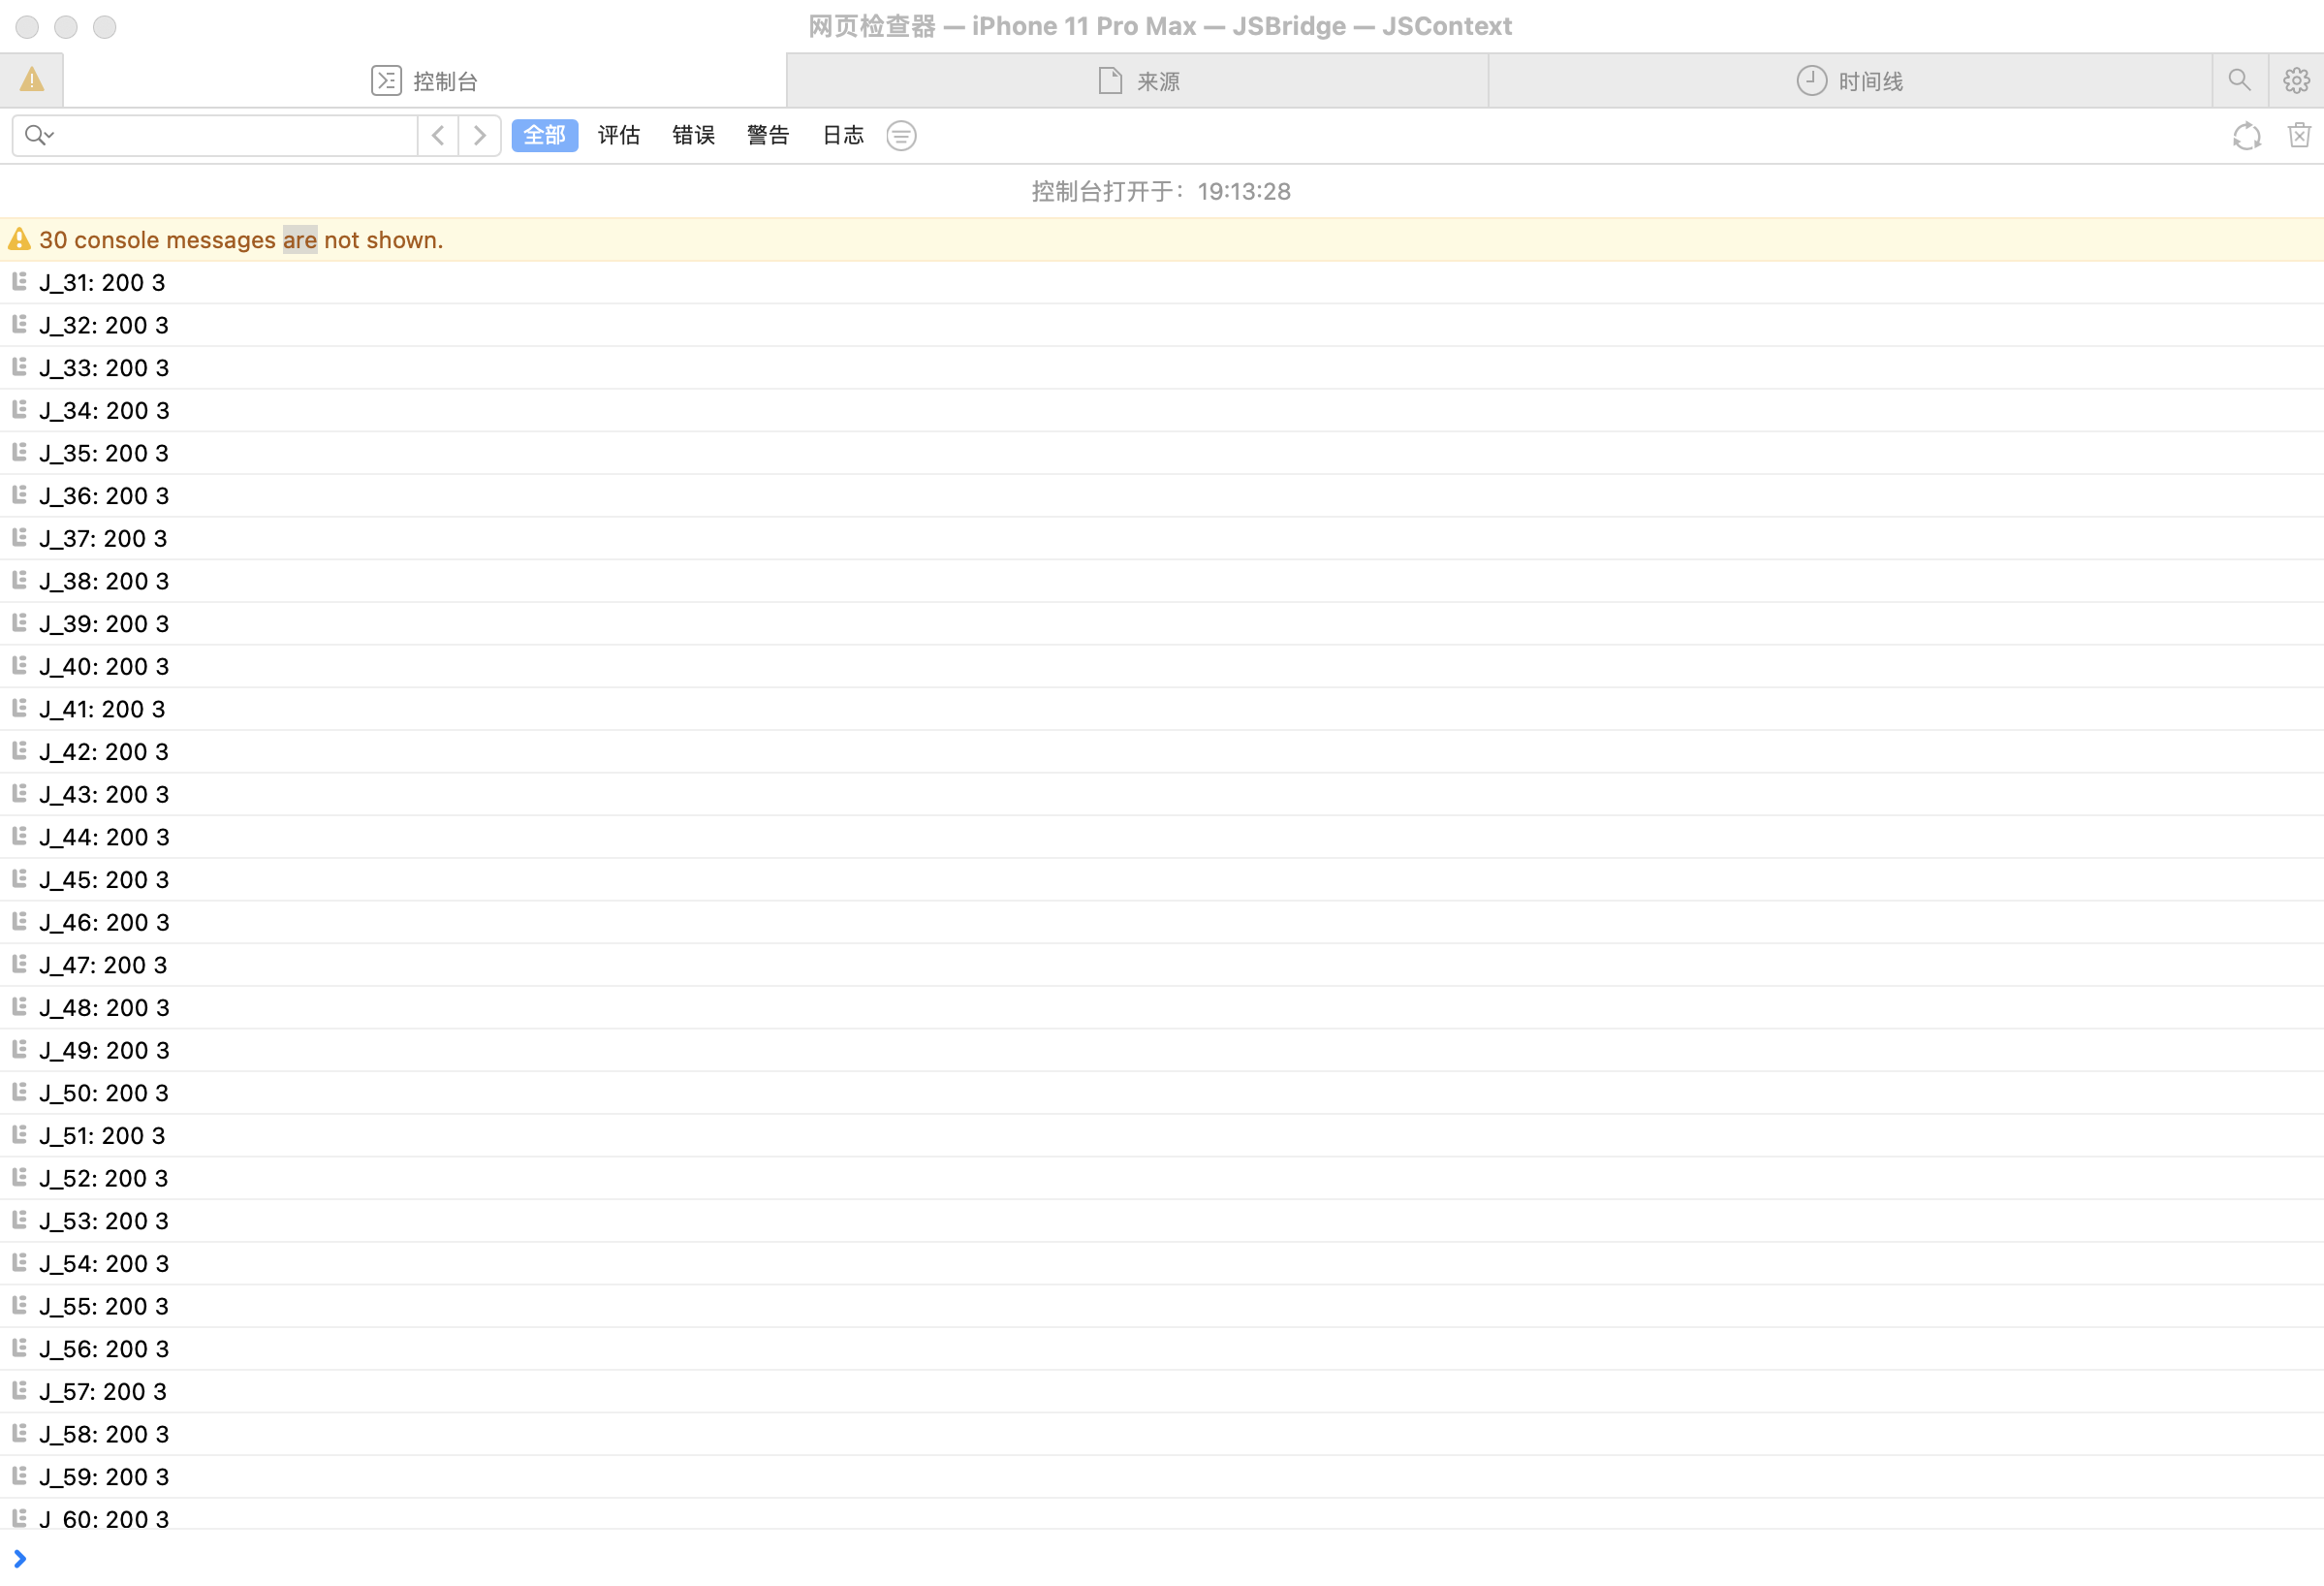 网页检查器 — iPhone 11 Pro Max — JSBridge — JSContext
控制台 来源 时间线
全部 评估 错误 警告 日志
控制台打开于：19:13:28
30 console messages are not shown.
J_31: 200 3
J_32: 200 3
J_33: 200 3
J_34: 200 3
J_35: 200 3
J_36: 200 3
J_37: 200 3
J_38: 200 3
J_39: 200 3
J_40: 200 3
J_41: 200 3
J_42: 200 3
J_43: 200 3
J_44: 200 3
J_45: 200 3
J_46: 200 3
J_47: 200 3
J_48: 200 3
J_49: 200 3
J_50: 200 3
J_51: 200 3
J_52: 200 3
J_53: 200 3
J_54: 200 3
J_55: 200 3
J_56: 200 3
J_57: 200 3
J_58: 200 3
J_59: 200 3
J_60: 200 3